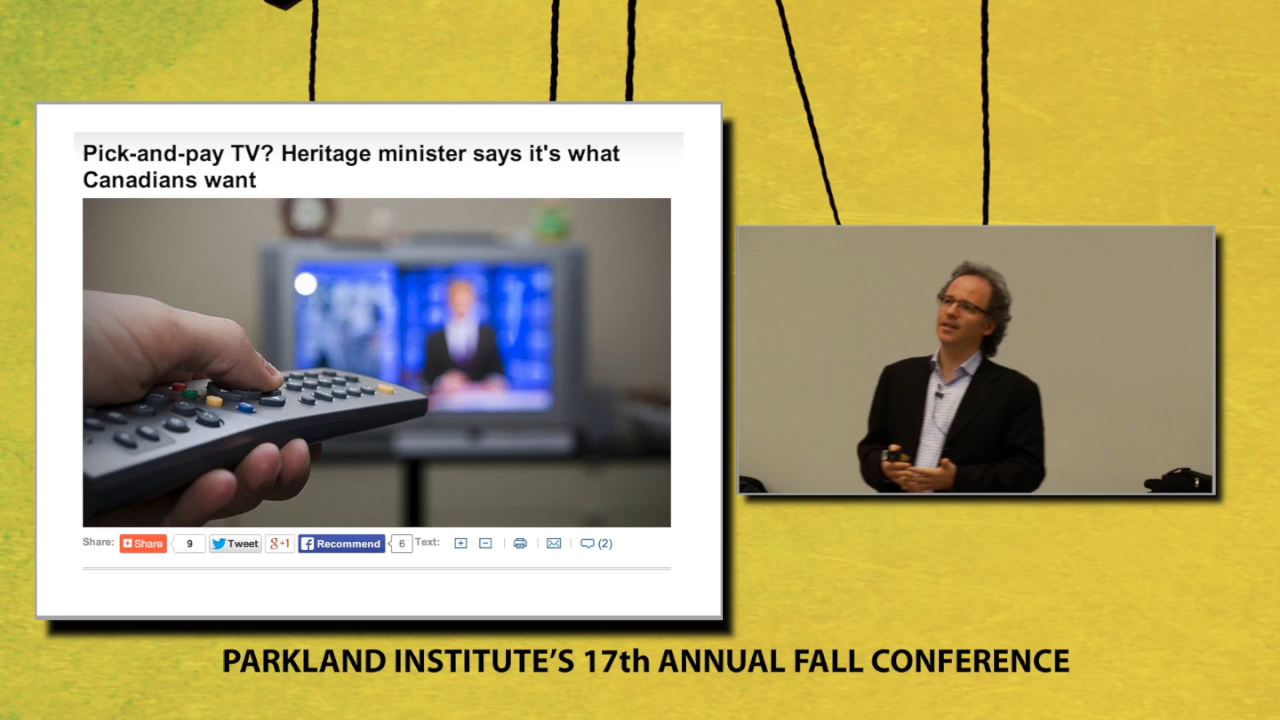 Pick-and-pay TV? Heritage minister says it's what
Canadians want
Share: Share 9 Tweet g+1 Recommend 6 Text: (2)
PARKLAND INSTITUTE'S 17th ANNUAL FALL CONFERENCE